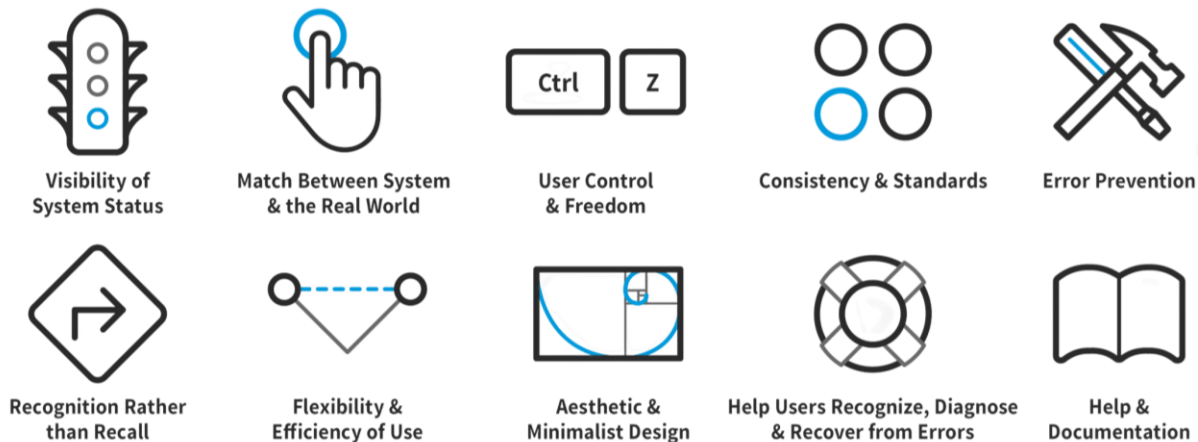 Ctrl
Z
Visibility of
System Status
Match Between System
& the Real World
User Control
& Freedom
Consistency & Standards
Error Prevention
Recognition Rather
than Recall
Flexibility &
Efficiency of Use
Aesthetic &
Minimalist Design
Help Users Recognize, Diagnose
& Recover from Errors
Help &
Documentation